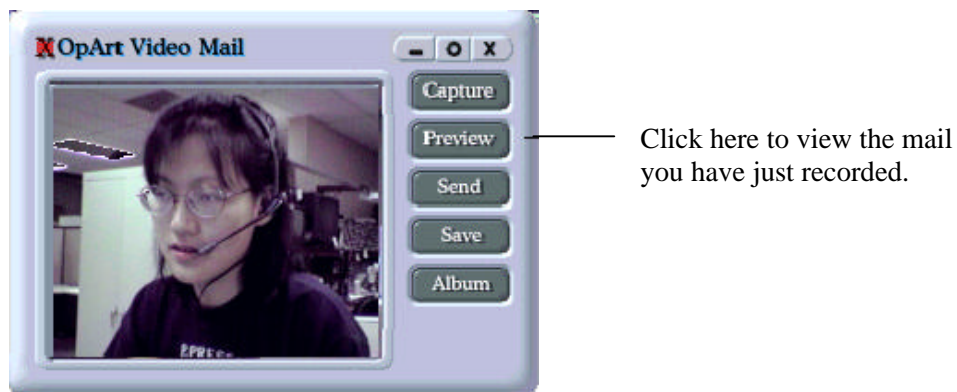 OpArt Video Mail
Capture
Preview
Send
Save
Album
Click here to view the mail
you have just recorded.